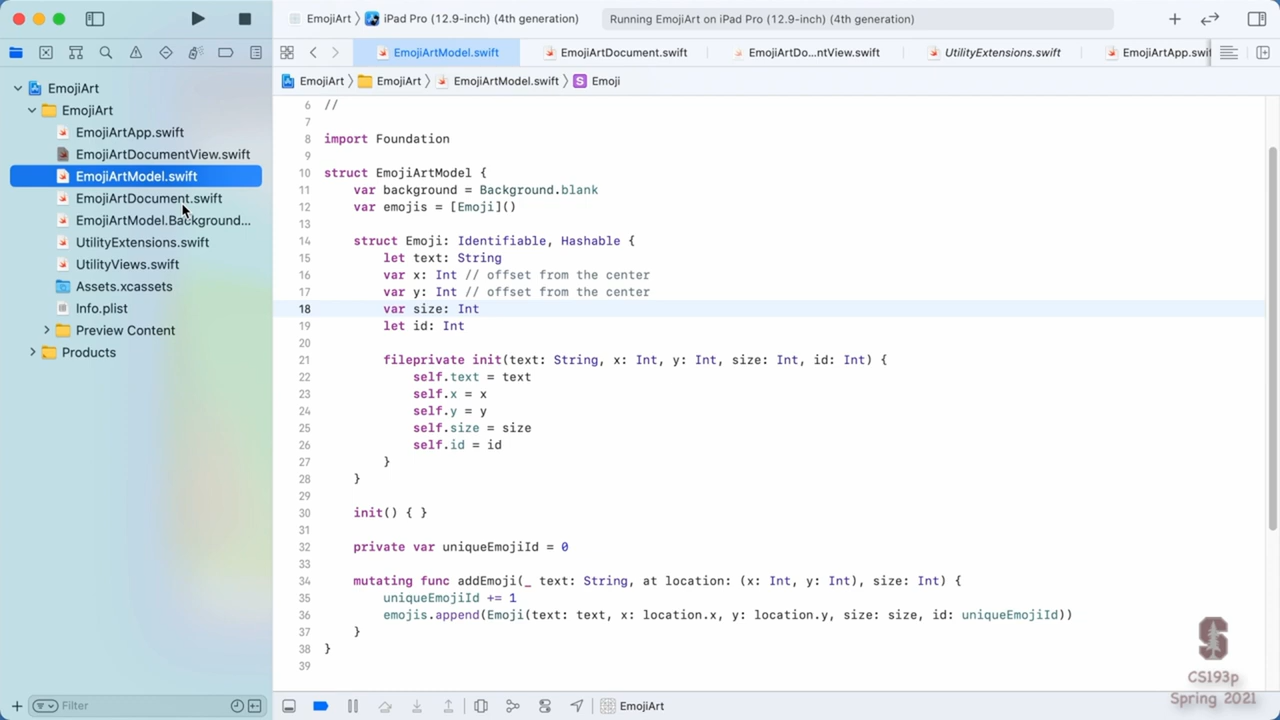 EmojiArt
iPad Pro (12.9-inch) (4th generation)
Running EmojiArt on iPad Pro (12.9-inch) (4th generation)
EmojiArtModel.swift
EmojiArtDocument.swift
EmojiArtDo...ntView.swift
UtilityExtensions.swift
EmojiArtApp.swift
EmojiArt
EmojiArt
EmojiArtApp.swift
EmojiArtDocumentView.swift
EmojiArtModel.swift
EmojiArtDocument.swift
EmojiArtModel.Background...
UtilityExtensions.swift
UtilityViews.swift
Assets.xcassets
Info.plist
Preview Content
Products
Filter
EmojiArt EmojiArt EmojiArtModel.swift S Emoji
6 //
7
8 import Foundation
9
10 struct EmojiArtModel {
11 var background = Background.blank
12 var emojis = [Emoji]()
13
14 struct Emoji: Identifiable, Hashable {
15 let text: String
16 var x: Int // offset from the center
17 var y: Int // offset from the center
18 var size: Int
19 let id: Int
20
21 fileprivate init(text: String, x: Int, y: Int, size: Int, id: Int) {
22 self.text = text
23 self.x = x
24 self.y = y
25 self.size = size
26 self.id = id
27 }
28 }
29
30 init() { }
31
32 private var uniqueEmojiId = 0
33
34 mutating func addEmoji(_ text: String, at location: (x: Int, y: Int), size: Int) {
35 uniqueEmojiId += 1
36 emojis.append(Emoji(text: text, x: location.x, y: location.y, size: size, id: uniqueEmojiId))
37 }
38 }
39
EmojiArt
S
CS193p
Spring 2021